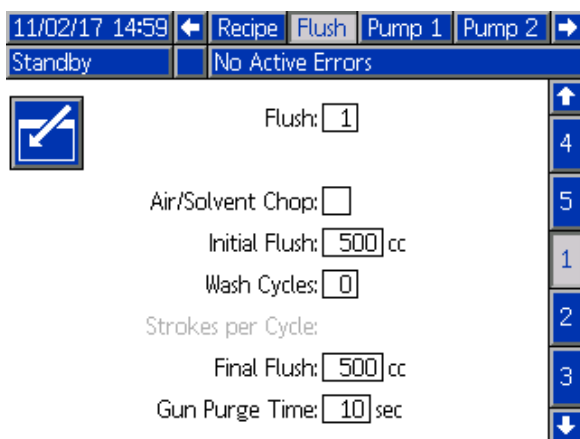 11/02/17 14:59 Recipe Flush Pump 1 Pump 2
Standby No Active Errors
Flush: 1
4
Air/Solvent Chop:
5
Initial Flush: 500 cc
1
Wash Cycles: 0
2
Strokes per Cycle:
Final Flush: 500 cc
3
Gun Purge Time: 10 sec